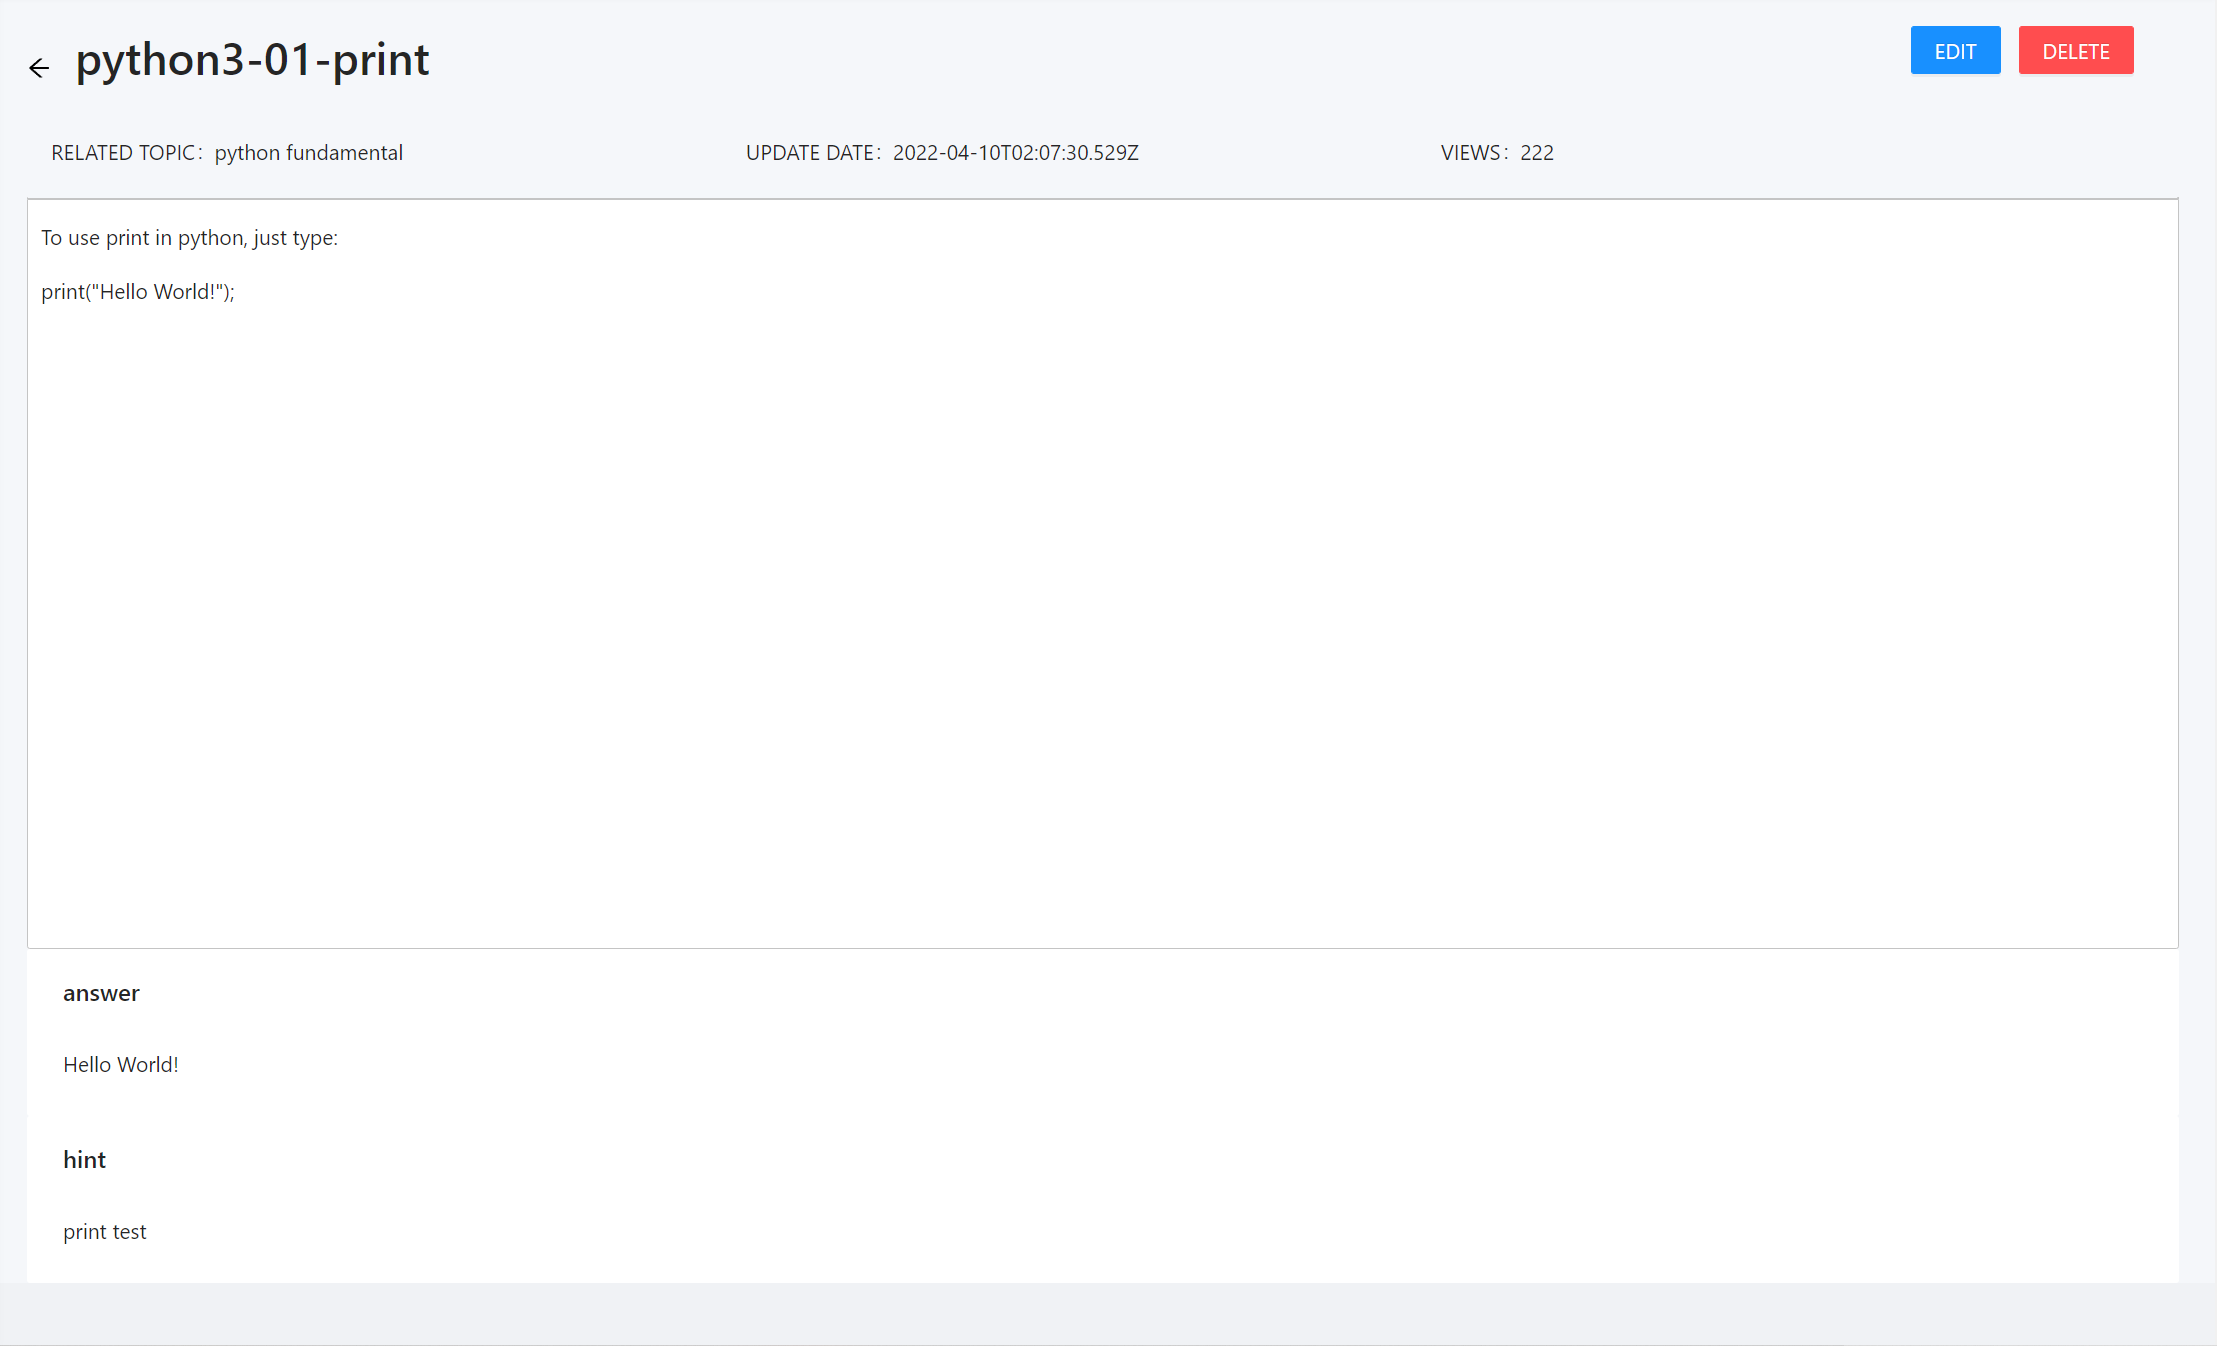 python3-01-print
EDIT
DELETE
RELATED TOPIC: python fundamental
UPDATE DATE: 2022-04-10T02:07:30.529Z
VIEWS: 222
To use print in python, just type:
print("Hello World!");
answer
Hello World!
hint
print test